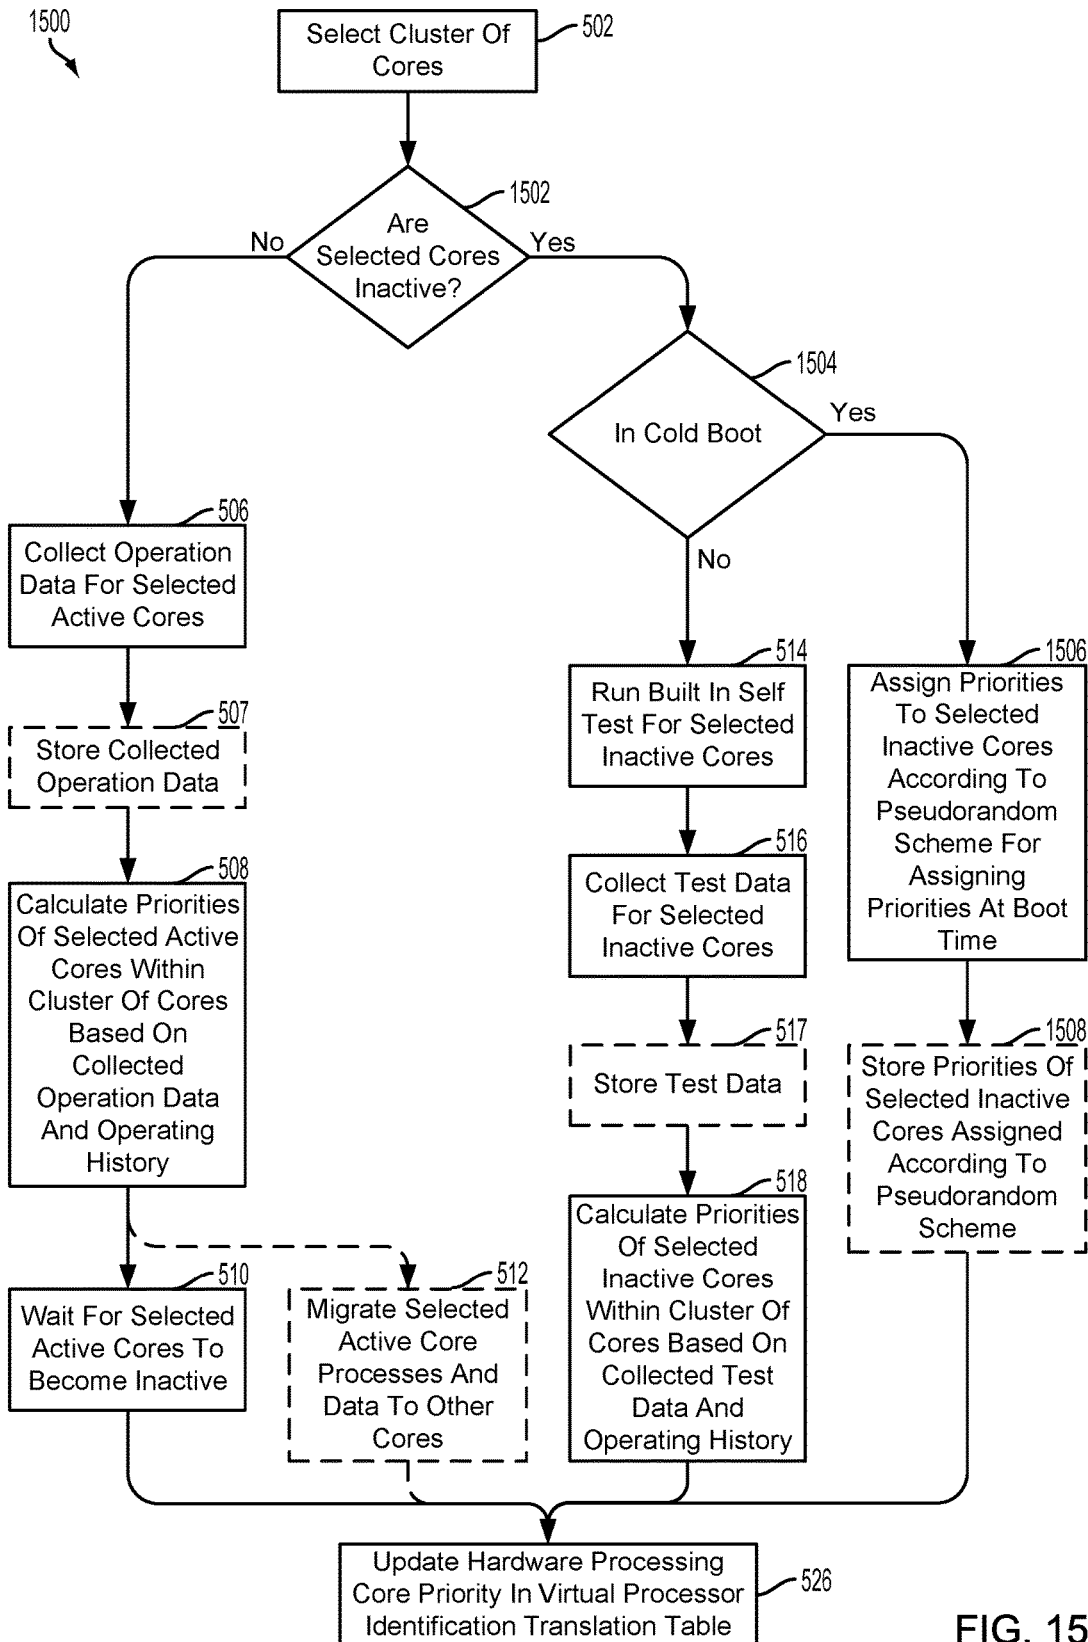 1500
Select Cluster Of
Cores
502
1502
Are
Selected Cores
Inactive?
No
Yes
1504
In Cold Boot
Yes
No
506
Collect Operation
Data For Selected
Active Cores
507
Store Collected
Operation Data
508
Calculate Priorities
Of Selected Active
Cores Within
Cluster Of Cores
Based On
Collected
Operation Data
And Operating
History
510
Wait For Selected
Active Cores To
Become Inactive
512
Migrate Selected
Active Core
Processes And
Data To Other
Cores
514
Run Built In Self
Test For Selected
Inactive Cores
516
Collect Test Data
For Selected
Inactive Cores
517
Store Test Data
518
Calculate Priorities
Of Selected
Inactive Cores
Within Cluster Of
Cores Based On
Collected Test
Data And
Operating History
1506
Assign Priorities
To Selected
Inactive Cores
According To
Pseudorandom
Scheme For
Assigning
Priorities At Boot
Time
1508
Store Priorities Of
Selected Inactive
Cores Assigned
According To
Pseudorandom
Scheme
Update Hardware Processing
Core Priority In Virtual Processor
Identification Translation Table
526
FIG. 15